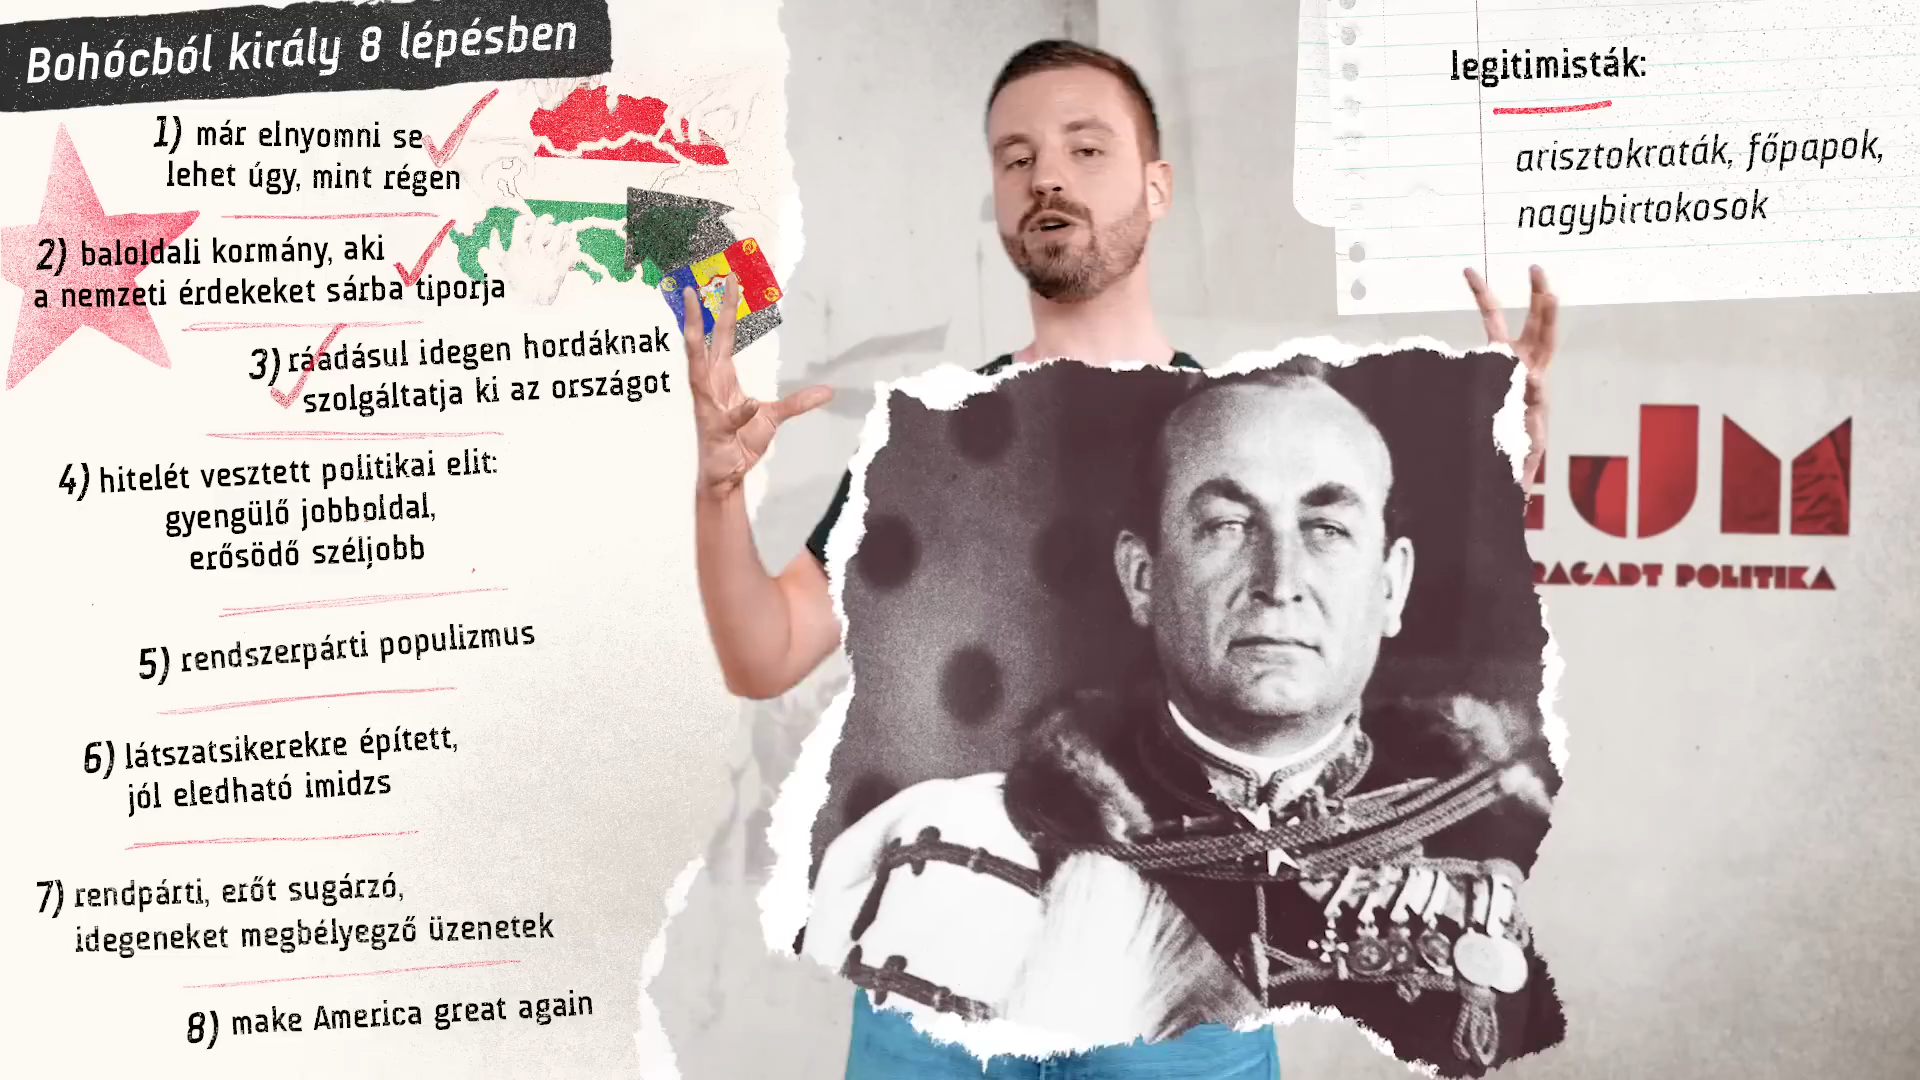 Bohócból király 8 lépésben
1) már elnyomni se
lehet úgy, mint régen
2) baloldali kormány, aki
a nemzeti érdekeket sárba tiporja
3) ráadásul idegen hordáknak
szolgáltatja ki az országot
4) hitelét vesztett politikai elit:
gyengülő jobboldal,
erősödő széljobb
5) rendszerpárti populizmus
6) látszatsikerekre épített,
jól eledható imidzs
7) rendpárti, erőt sugárzó,
idegeneket megbélyegző üzenetek
8) make America great again
legitimisták:
arisztokraták, főpapok,
nagybirtokosok
JM
RAGADT POLITIKA